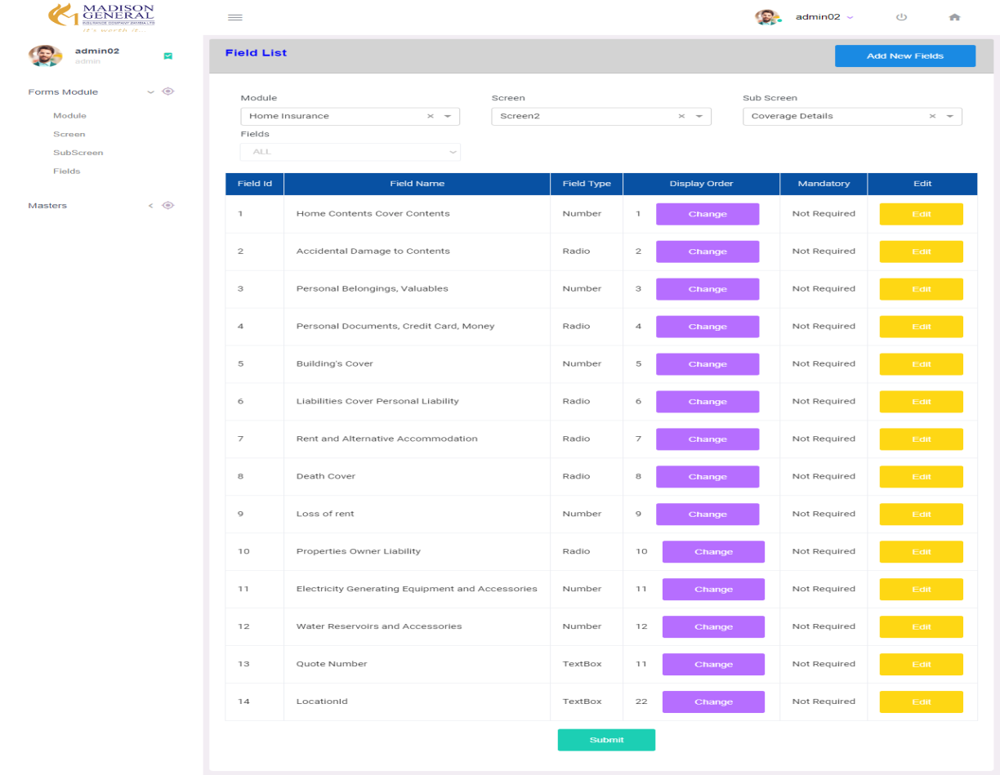 MADISON
GENERAL
INSURANCE COMPANY ZAMBIA LTD
it's worth it...
admin02
admin02
admin
Forms Module
Module
Screen
SubScreen
Fields
Masters
Field List
Add New Fields
Module Screen Sub Screen
Home Insurance × Screen2 × Coverage Details ×
Fields
ALL
Field Id Field Name Field Type Display Order Mandatory Edit
1 Home Contents Cover Contents Number 1 Change Not Required Edit
2 Accidental Damage to Contents Radio 2 Change Not Required Edit
3 Personal Belongings, Valuables Number 3 Change Not Required Edit
4 Personal Documents, Credit Card, Money Radio 4 Change Not Required Edit
5 Building's Cover Number 5 Change Not Required Edit
6 Liabilities Cover Personal Liability Radio 6 Change Not Required Edit
7 Rent and Alternative Accommodation Radio 7 Change Not Required Edit
8 Death Cover Radio 8 Change Not Required Edit
9 Loss of rent Number 9 Change Not Required Edit
10 Properties Owner Liability Radio 10 Change Not Required Edit
11 Electricity Generating Equipment and Accessories Number 11 Change Not Required Edit
12 Water Reservoirs and Accessories Number 12 Change Not Required Edit
13 Quote Number TextBox 11 Change Not Required Edit
14 LocationId TextBox 22 Change Not Required Edit
Submit